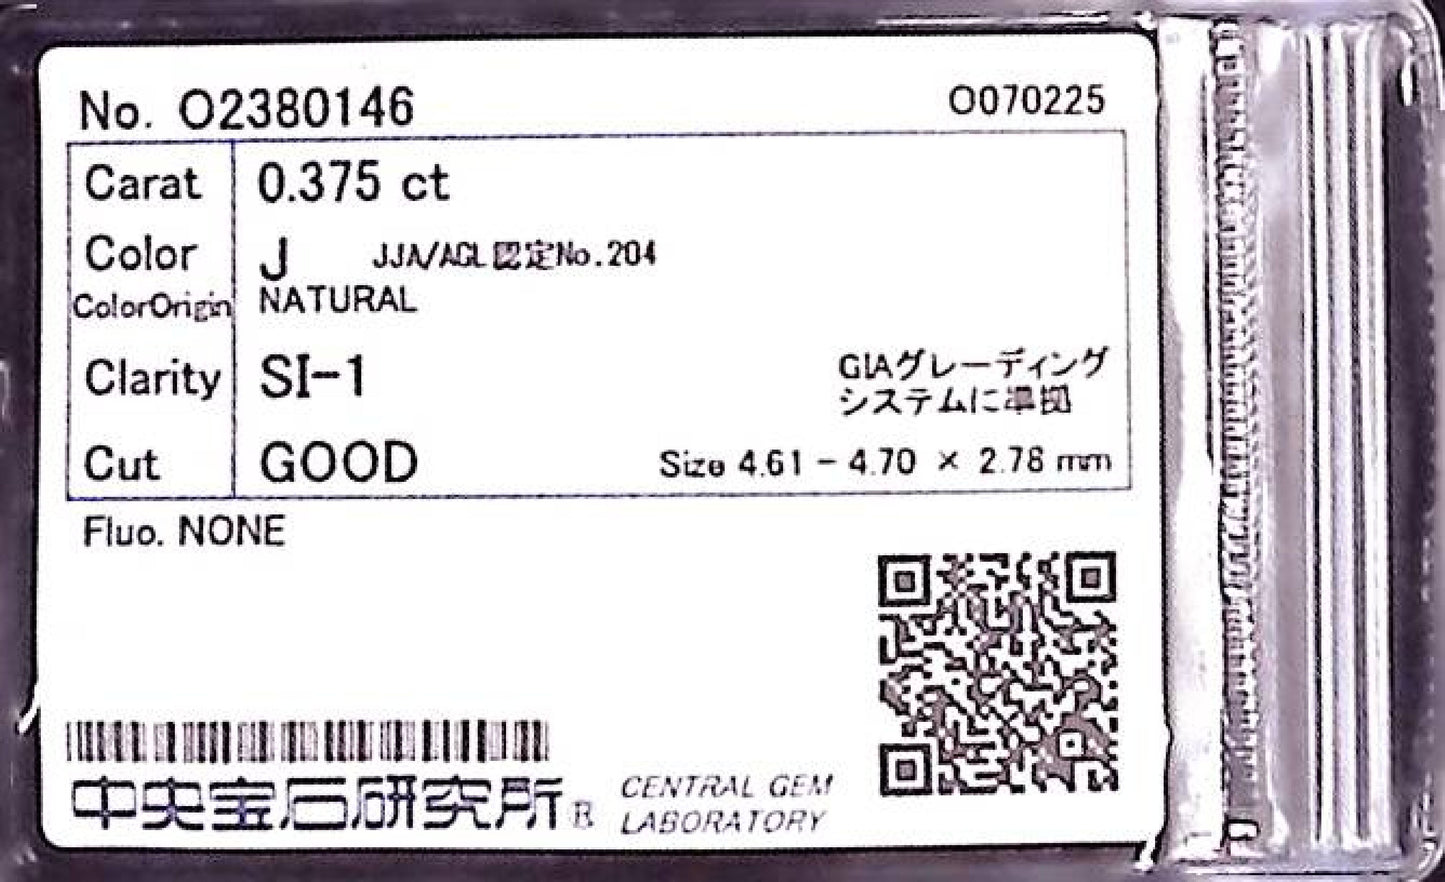 No. O2380146 O070225
Carat 0.375 ct
Color J JJA/AGL認定No.204
ColorOrigin NATURAL
Clarity SI-1
GIAグレーディング
システムに準拠
Cut GOOD Size 4.61 - 4.70 × 2.78 mm
Fluo. NONE
中央宝石研究所® CENTRAL GEM
LABORATORY